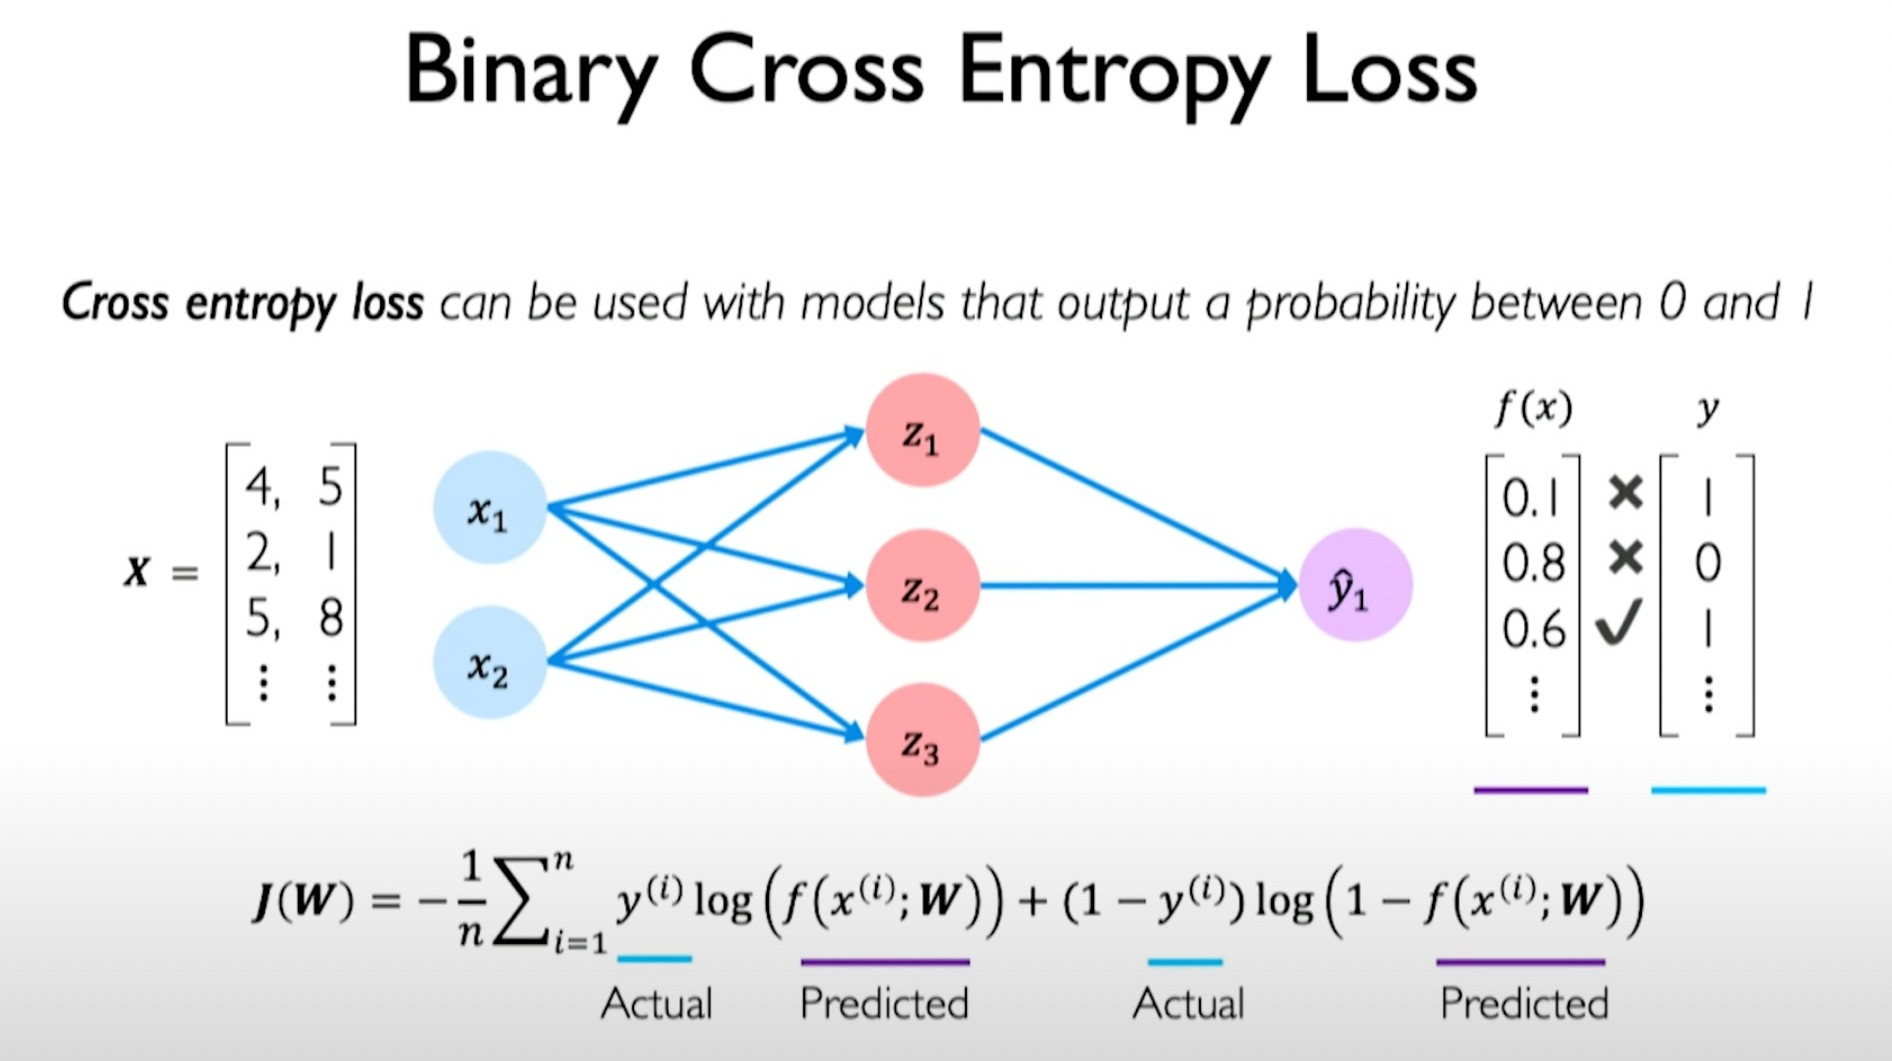 Binary Cross Entropy Loss
Cross entropy loss can be used with models that output a probability between 0 and 1
X = [4, 5
2, 1
5, 8
⋮ ⋮]
x₁
x₂
z₁
z₂
z₃
ŷ₁
f(x) y
0.1 ✖ 1
0.8 ✖ 0
0.6 ✔ 1
⋮ ⋮
J(W) = −1/n ∑ⁿᵢ₌₁ y⁽ⁱ⁾ log(f(x⁽ⁱ⁾; W)) + (1 − y⁽ⁱ⁾) log(1 − f(x⁽ⁱ⁾; W))
Actual Predicted Actual Predicted